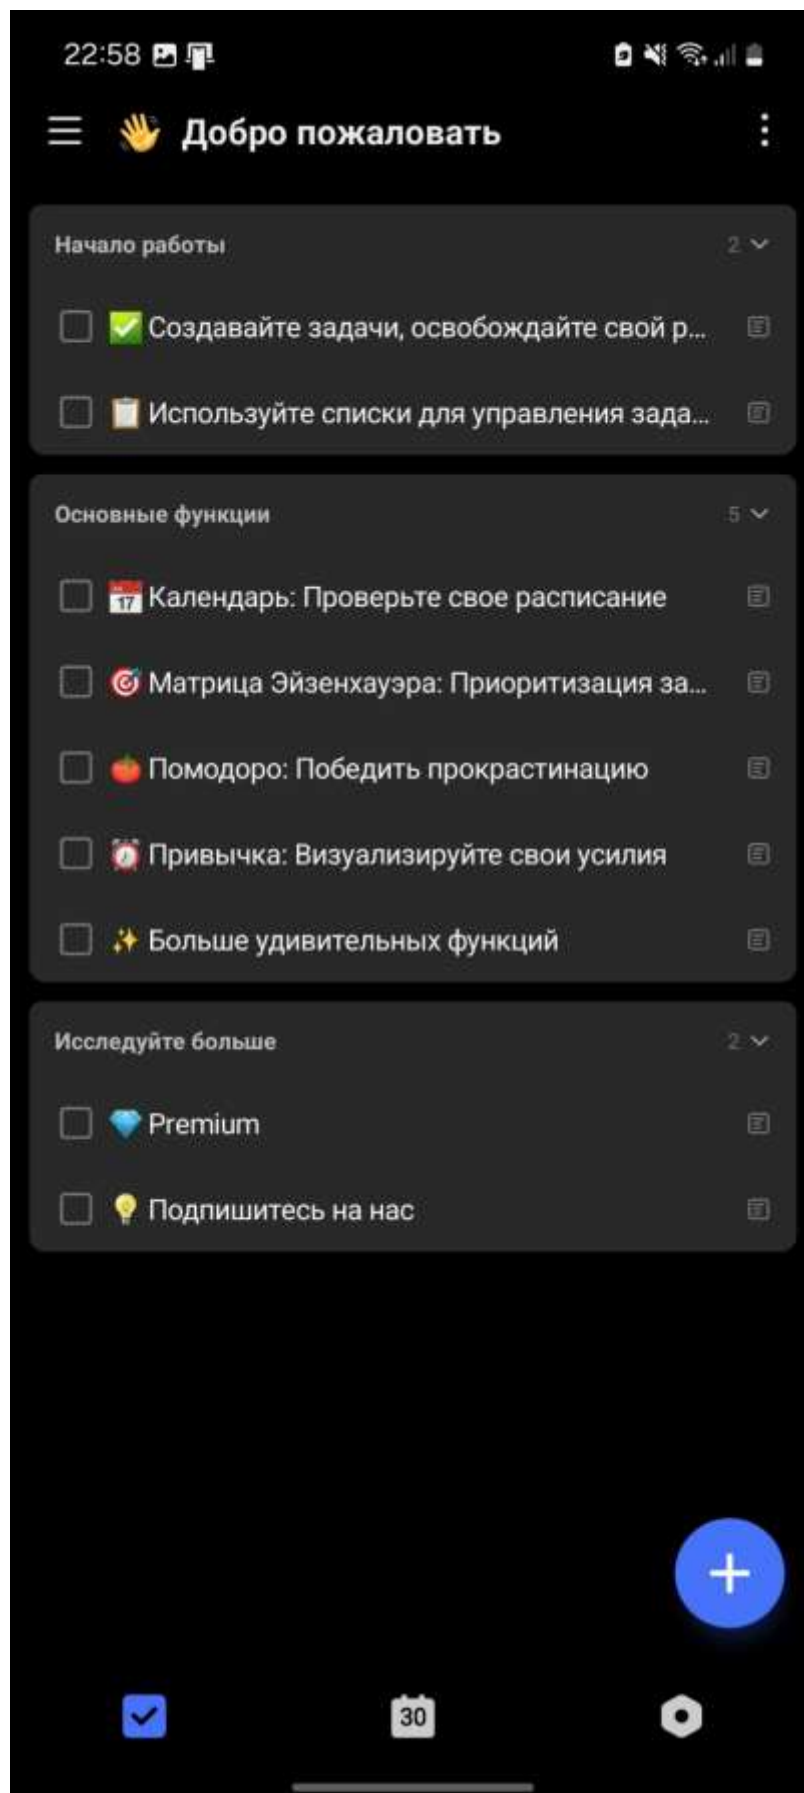 22:58
Добро пожаловать
Начало работы 2
Создавайте задачи, освобождайте свой р...
Используйте списки для управления зада...
Основные функции 5
17 Календарь: Проверьте свое расписание
Матрица Эйзенхауэра: Приоритизация за...
Помодоро: Победить прокрастинацию
Привычка: Визуализируйте свои усилия
Больше удивительных функций
Исследуйте больше 2
Premium
Подпишитесь на нас
30